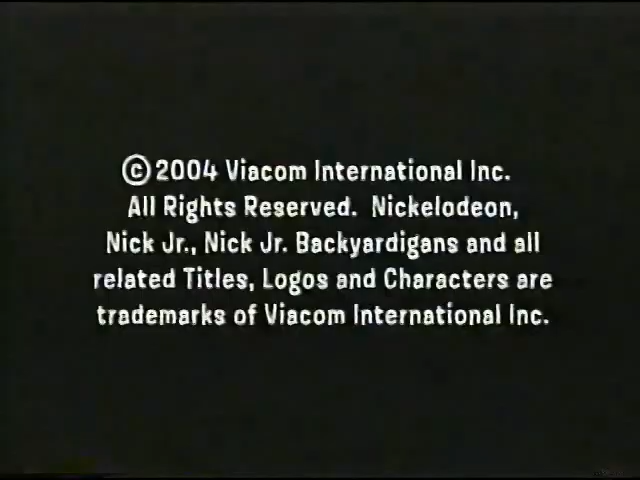 ©2004 Viacom International Inc.
All Rights Reserved. Nickelodeon,
Nick Jr., Nick Jr. Backyardigans and all
related Titles, Logos and Characters are
trademarks of Viacom International Inc.